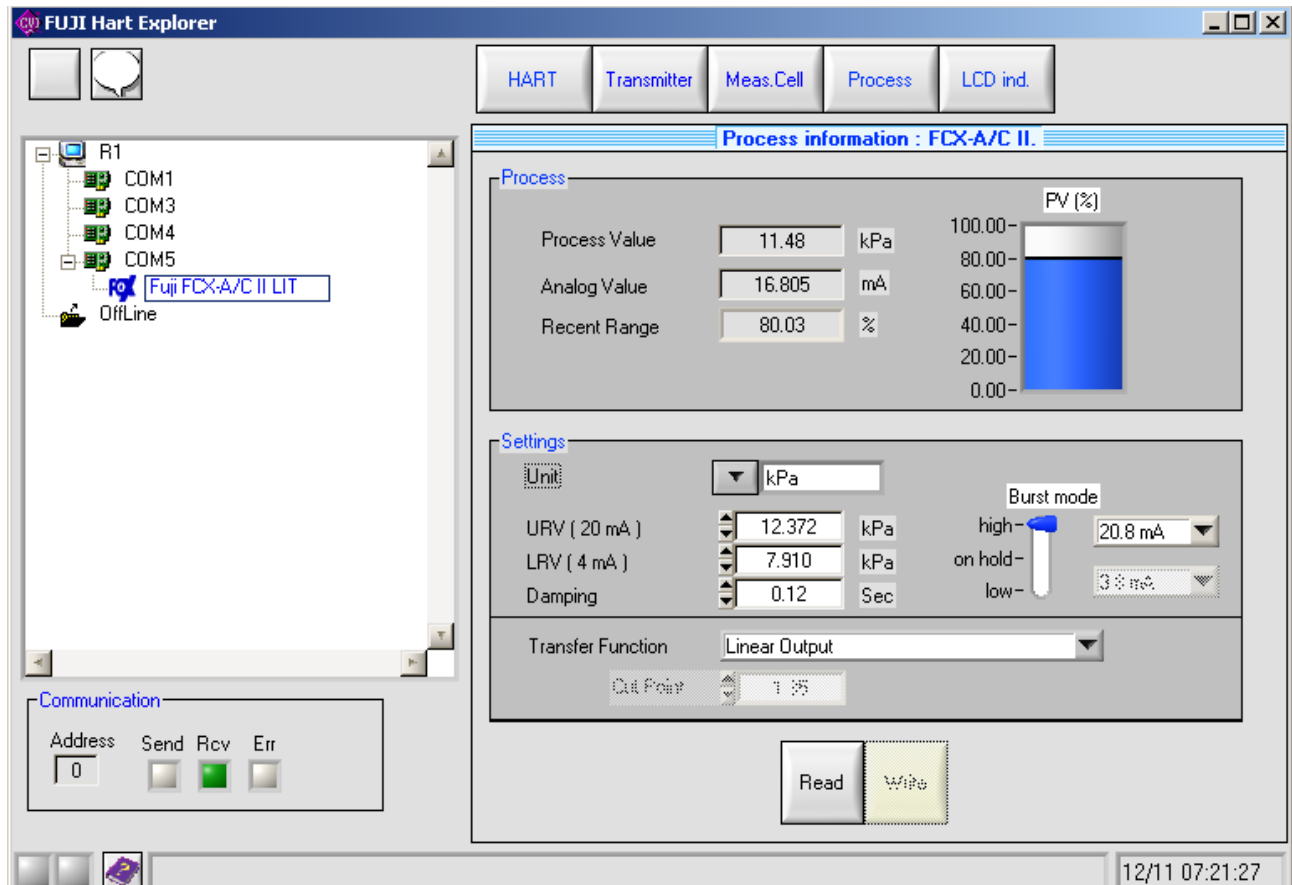 FUJI Hart Explorer
HART Transmitter Meas.Cell Process LCD ind.
R1
COM1
COM3
COM4
COM5
Fuji FCX-A/C II LIT
OffLine
Communication
Address Send Rcv Err
0
Process information : FCX-A/C II.
Process
Process Value 11.48 kPa
Analog Value 16.805 mA
Recent Range 80.03 %
PV (%)
100.00
80.00
60.00
40.00
20.00
0.00
Settings
Unit kPa
URV ( 20 mA ) 12.372 kPa
LRV ( 4 mA ) 7.910 kPa
Damping 0.12 Sec
Burst mode
high 20.8 mA
on hold
low 3.8 mA
Transfer Function Linear Output
Cut Point
Read Write
12/11 07:21:27